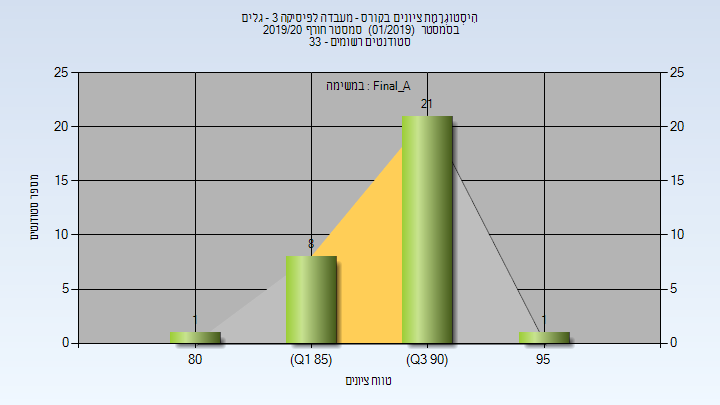 היסטוגרמת ציונים בקורס - מעבדה לפיסיקה 3 - גלים
בסמסטר (01/2019) סמסטר חורף 2019/20
סטודנטים רשומים - 33
במשימה : Final_A
25 25
20 20
15 15
10 10
5 5
0 0
1 8 21 1
80 (Q1 85) (Q3 90) 95
מספר סטודנטים
טווח ציונים